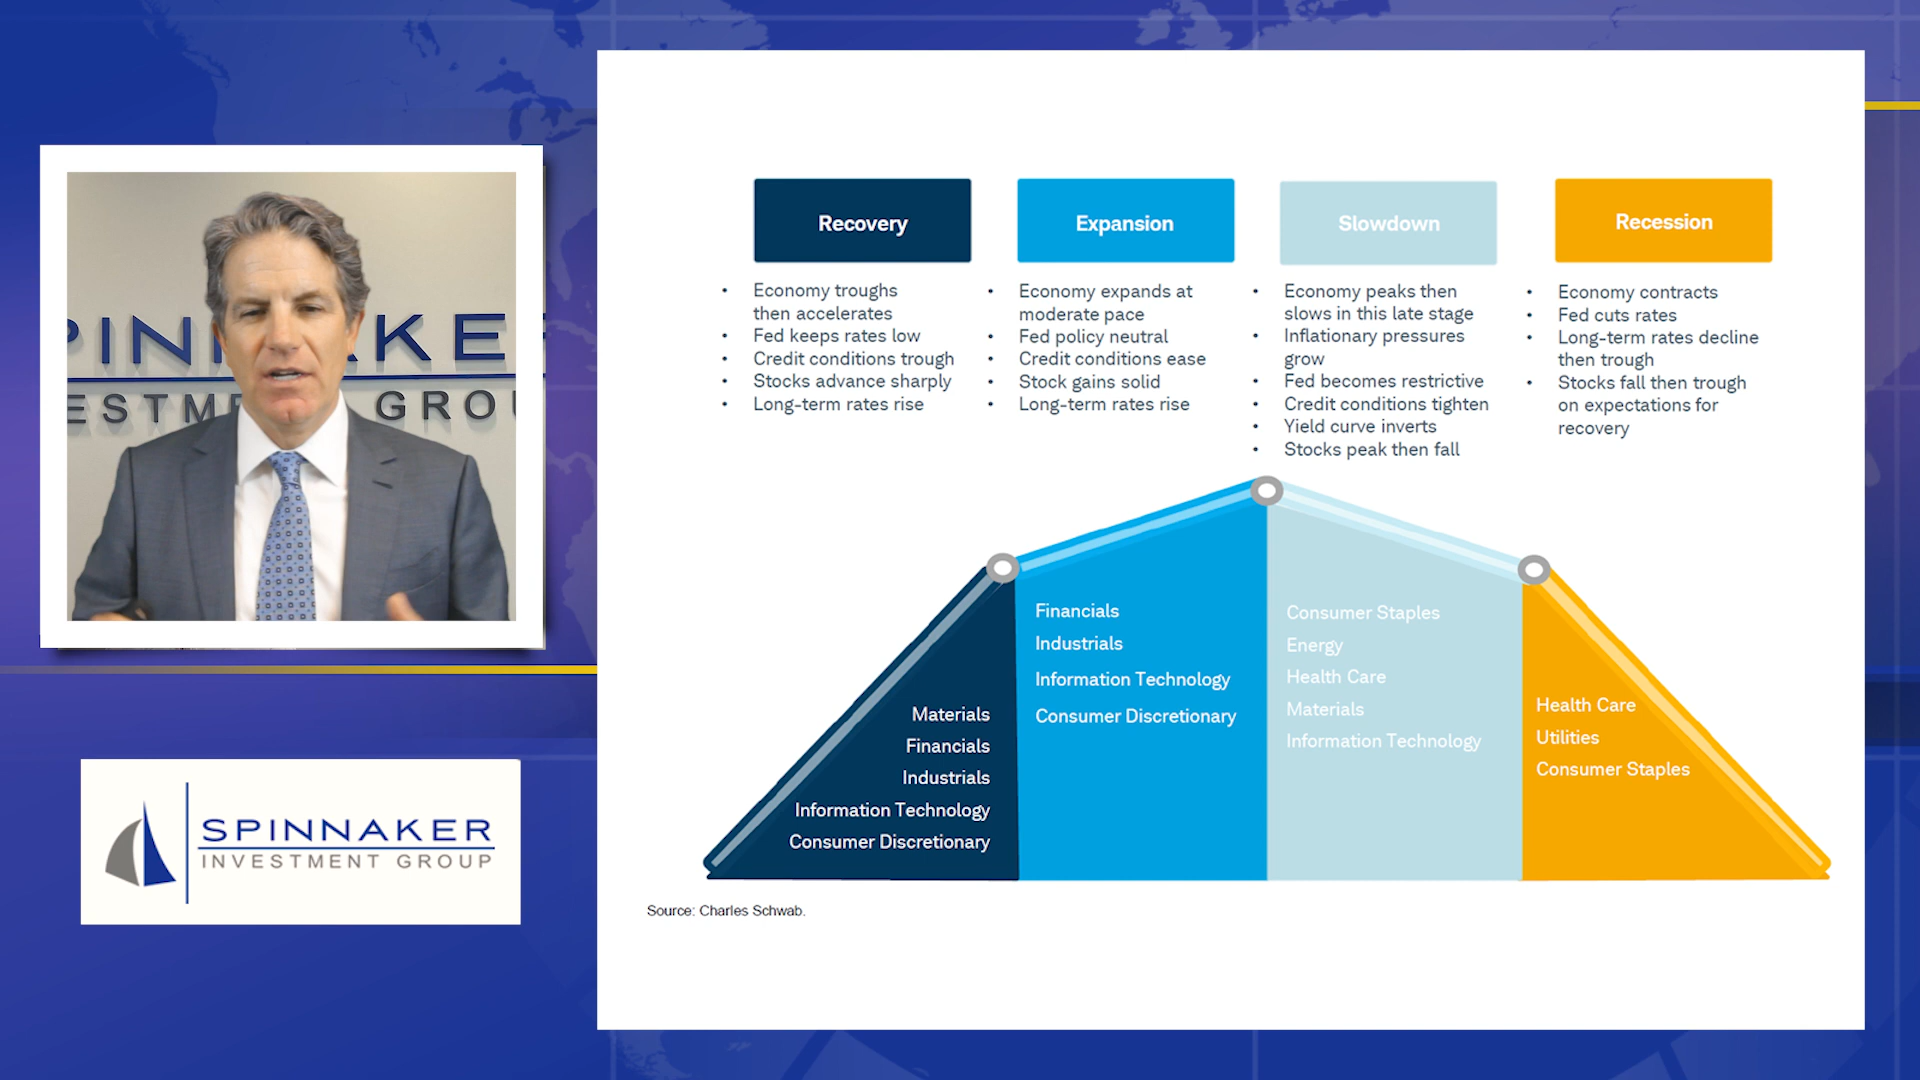 PINNAKER
ESTM GROU
SPINNAKER
INVESTMENT GROUP
Recovery
• Economy troughs
then accelerates
• Fed keeps rates low
• Credit conditions trough
• Stocks advance sharply
• Long-term rates rise
Expansion
• Economy expands at
moderate pace
• Fed policy neutral
• Credit conditions ease
• Stock gains solid
• Long-term rates rise
Slowdown
• Economy peaks then
slows in this late stage
• Inflationary pressures
grow
• Fed becomes restrictive
• Credit conditions tighten
• Yield curve inverts
• Stocks peak then fall
Recession
• Economy contracts
• Fed cuts rates
• Long-term rates decline
then trough
• Stocks fall then trough
on expectations for
recovery
Materials
Financials
Industrials
Information Technology
Consumer Discretionary
Financials
Industrials
Information Technology
Consumer Discretionary
Consumer Staples
Energy
Health Care
Materials
Information Technology
Health Care
Utilities
Consumer Staples
Source: Charles Schwab.